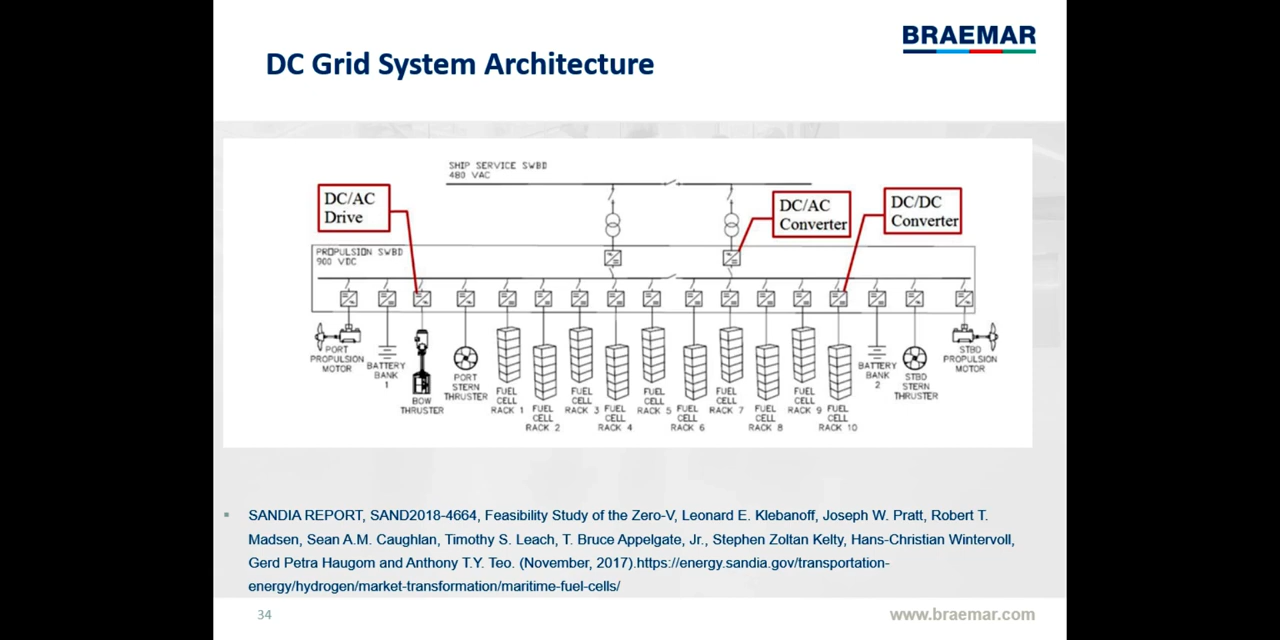 BRAEMAR
DC Grid System Architecture
SHIP SERVICE SWBD
480 VAC
DC/AC
Drive
DC/AC
Converter
DC/DC
Converter
PROPULSION SWBD
900 VDC
PORT
PROPULSION
MOTOR
BATTERY
BANK
1
BOW
THRUSTER
PORT
STERN
THRUSTER
FUEL
CELL
RACK 1
FUEL
CELL
RACK 2
FUEL
CELL
RACK 3
FUEL
CELL
RACK 4
FUEL
CELL
RACK 5
FUEL
CELL
RACK 6
FUEL
CELL
RACK 7
FUEL
CELL
RACK 8
FUEL
CELL
RACK 9
FUEL
CELL
RACK 10
BATTERY
BANK
2
STBD
STERN
THRUSTER
STBD
PROPULSION
MOTOR
SANDIA REPORT, SAND2018-4664, Feasibility Study of the Zero-V, Leonard E. Klebanoff, Joseph W. Pratt, Robert T.
Madsen, Sean A.M. Caughlan, Timothy S. Leach, T. Bruce Appelgate, Jr., Stephen Zoltan Kelty, Hans-Christian Wintervoll,
Gerd Petra Haugom and Anthony T.Y. Teo. (November, 2017).https://energy.sandia.gov/transportation-
energy/hydrogen/market-transformation/maritime-fuel-cells/
34
www.braemar.com